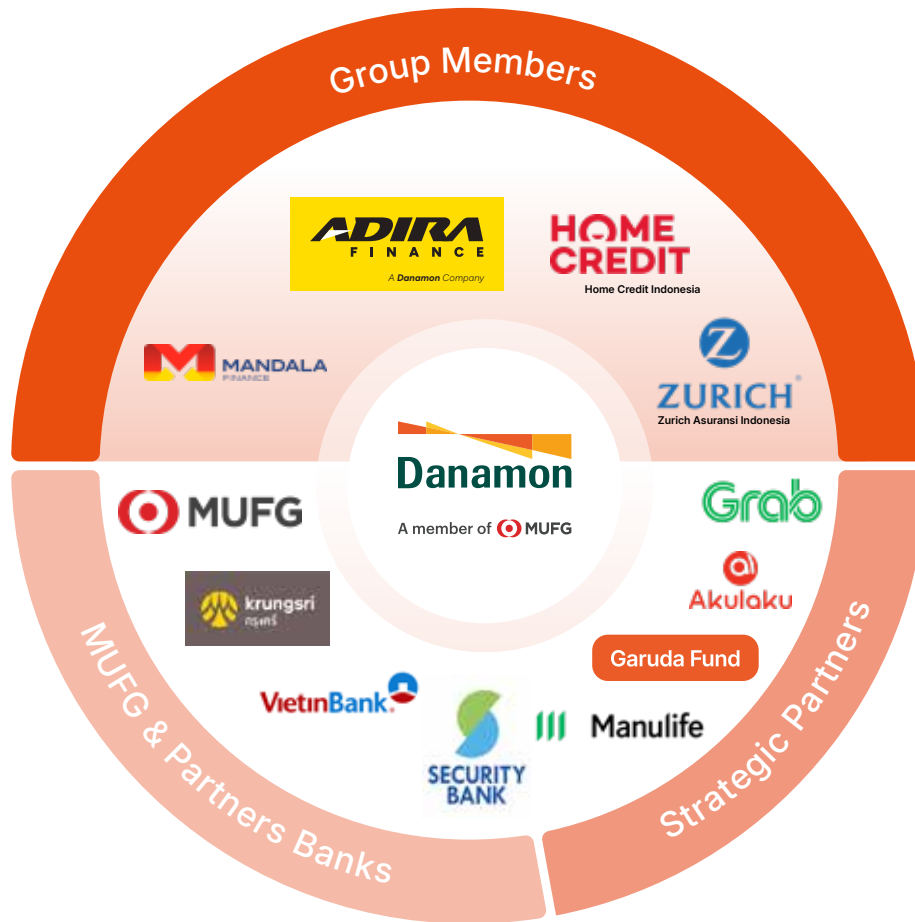 Group Members
ADIRA
FINANCE
A Danamon Company
HOME
CREDIT
Home Credit Indonesia
MANDALA
FINANCE
ZURICH
Zurich Asuransi Indonesia
Danamon
A member of MUFG
MUFG
Grab
krungsri
กรุงศรี
Akulaku
Garuda Fund
VietinBank
SECURITY
BANK
Manulife
MUFG & Partners Banks
Strategic Partners